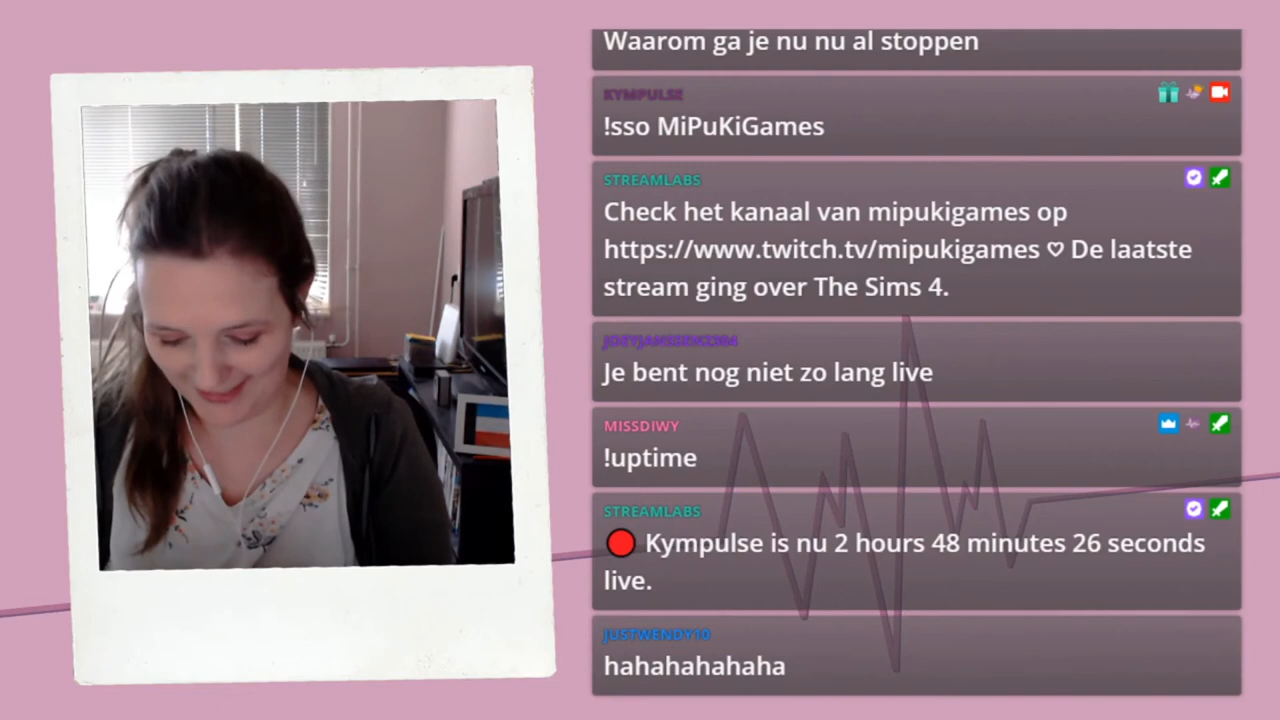 Waarom ga je nu nu al stoppen
KYMPULSE
!sso MiPuKiGames
STREAMLABS
Check het kanaal van mipukigames op
https://www.twitch.tv/mipukigames ♡ De laatste
stream ging over The Sims 4.
Je bent nog niet zo lang live
MISSDIWY
!uptime
STREAMLABS
🔴 Kympulse is nu 2 hours 48 minutes 26 seconds
live.
JUSTWENDY10
hahahahahaha